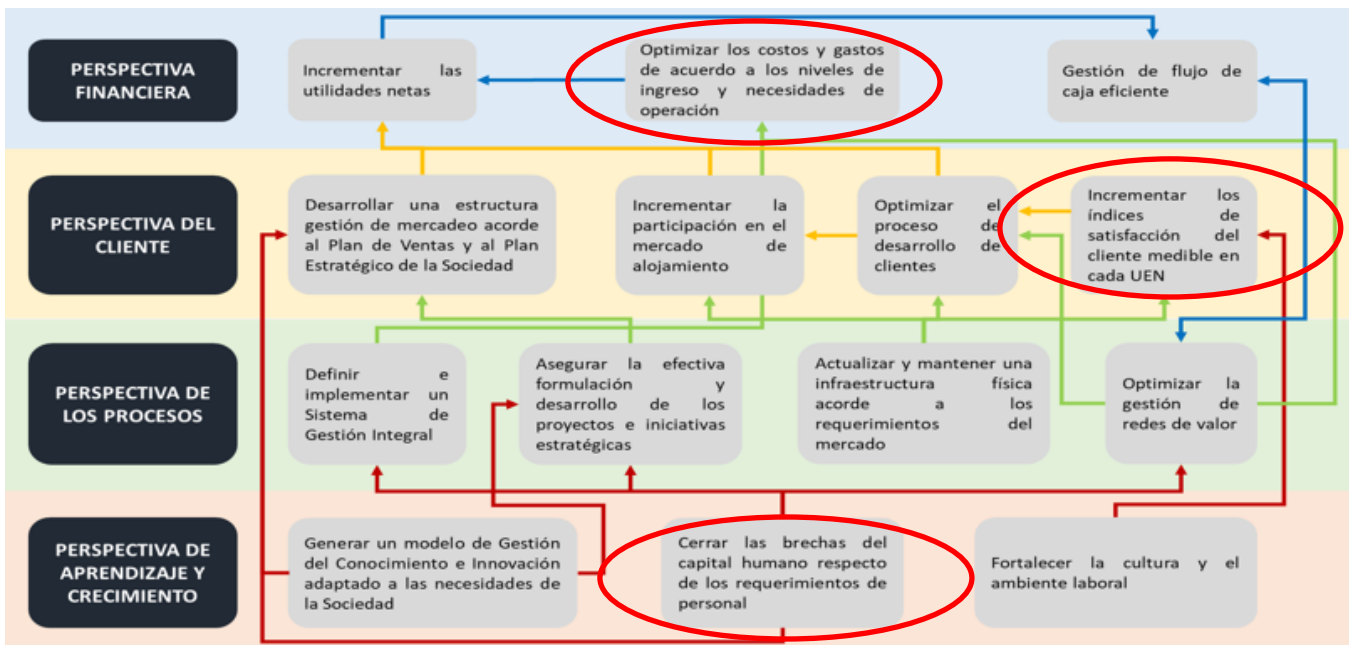 PERSPECTIVA
FINANCIERA
Incrementar las
utilidades netas
Optimizar los costos y gastos
de acuerdo a los niveles de
ingreso y necesidades de
operación
Gestión de flujo de
caja eficiente
PERSPECTIVA DEL
CLIENTE
Desarrollar una estructura
gestión de mercadeo acorde
al Plan de Ventas y al Plan
Estratégico de la Sociedad
Incrementar la
participación en el
mercado de
alojamiento
Optimizar el
proceso de
desarrollo de
clientes
Incrementar los
índices de
satisfacción del
cliente medible en
cada UEN
PERSPECTIVA DE
LOS PROCESOS
Definir e
implementar un
Sistema de
Gestión Integral
Asegurar la efectiva
formulación y
desarrollo de los
proyectos e iniciativas
estratégicas
Actualizar y mantener una
infraestructura física
acorde a los
requerimientos del
mercado
Optimizar la
gestión de
redes de valor
PERSPECTIVA DE
APRENDIZAJE Y
CRECIMIENTO
Generar un modelo de Gestión
del Conocimiento e Innovación
adaptado a las necesidades de
la Sociedad
Cerrar las brechas del
capital humano respecto
de los requerimientos de
personal
Fortalecer la cultura y el
ambiente laboral